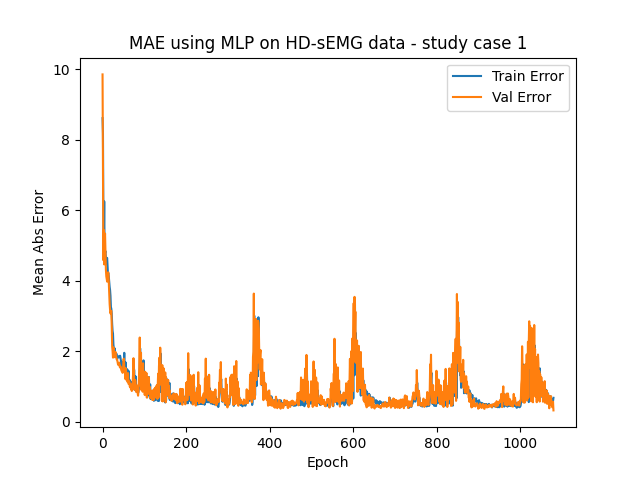 MAE using MLP on HD-sEMG data - study case 1
Train Error
Val Error
Mean Abs Error
10
8
6
4
2
0
0 200 400 600 800 1000
Epoch